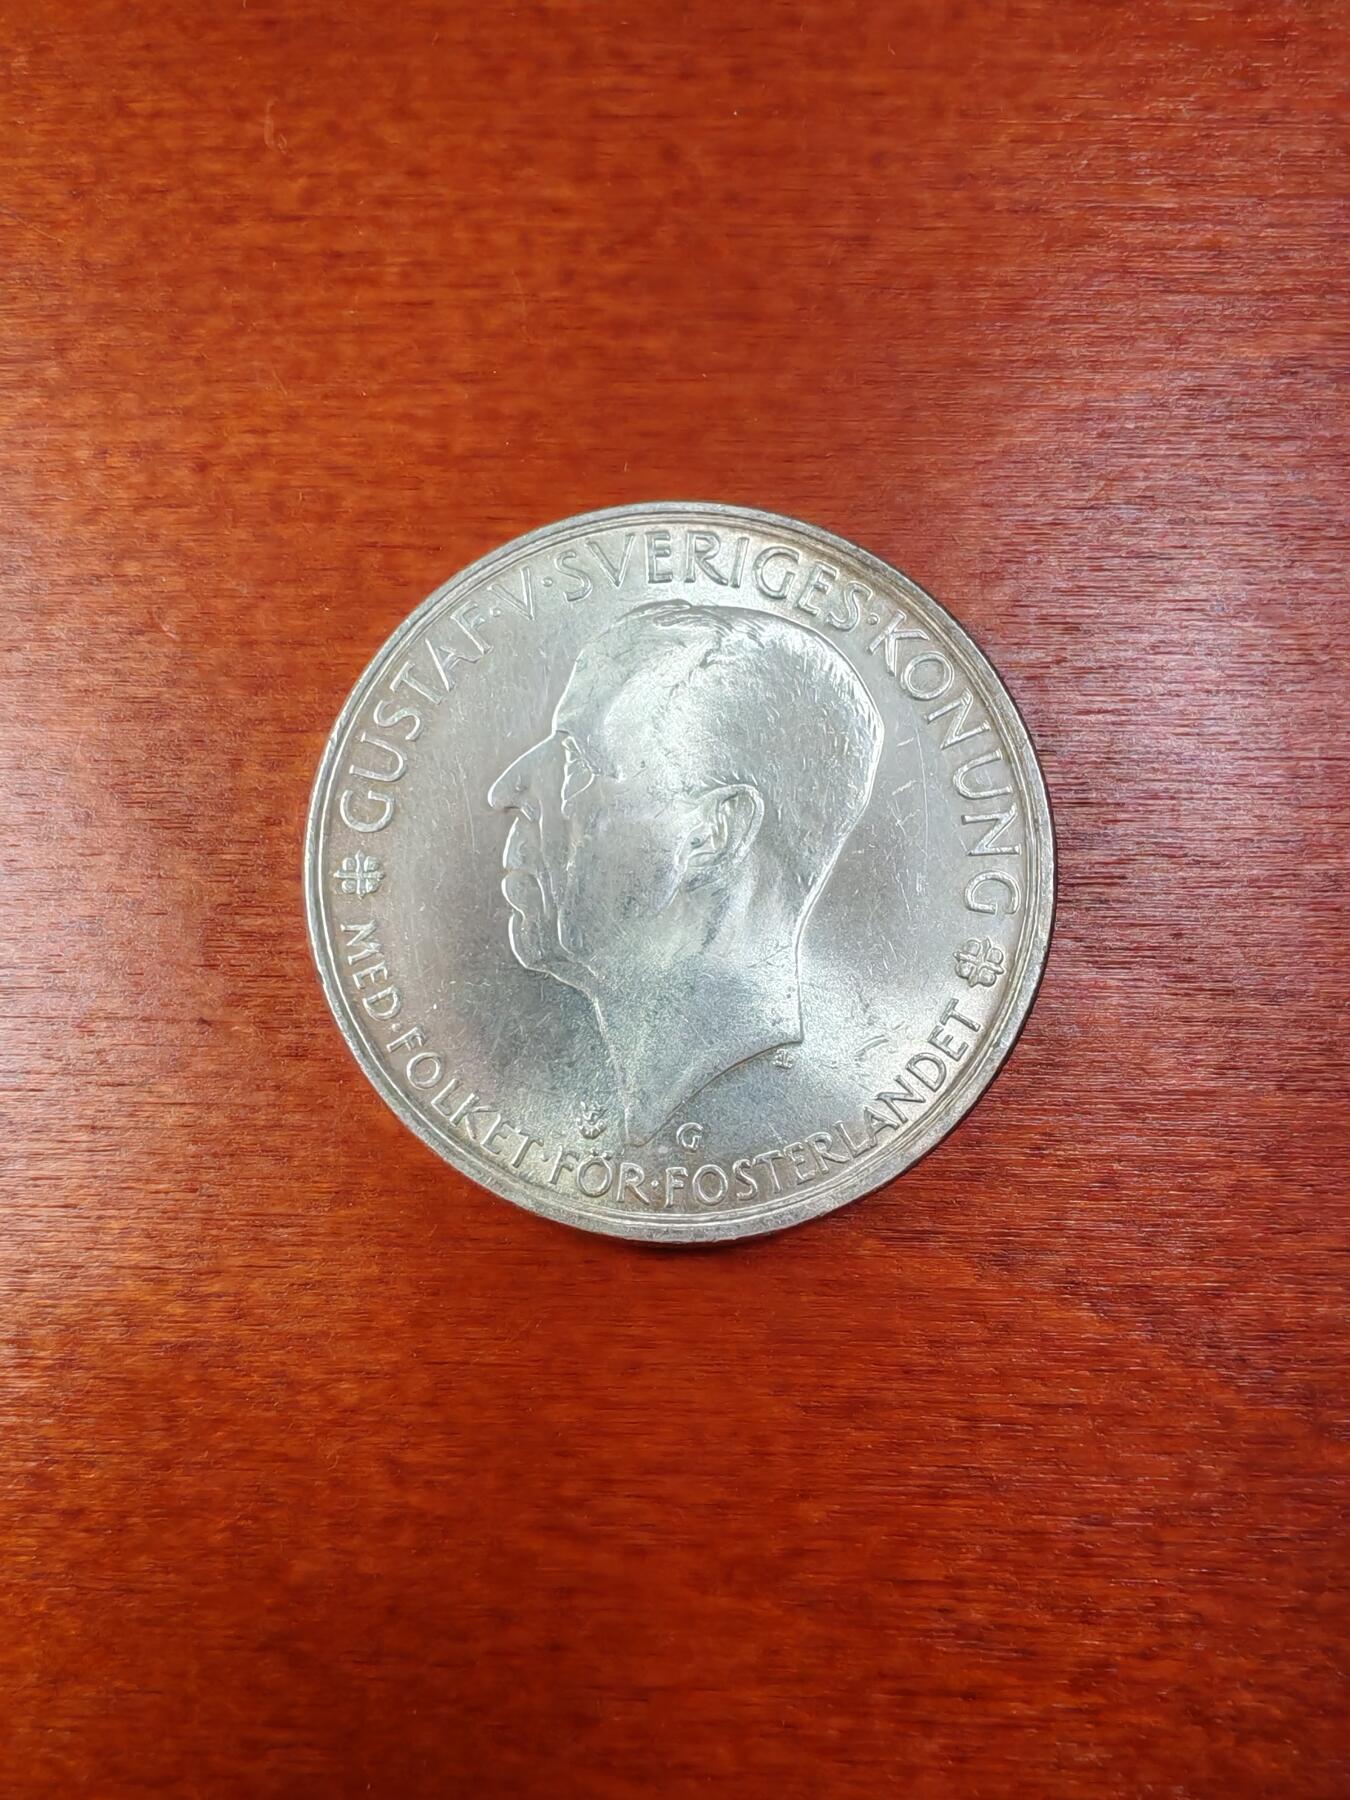 GUSTAF·V·SVERIGES·KONUNG
MED·FOLKET·FÖR·FOSTERLANDET
G